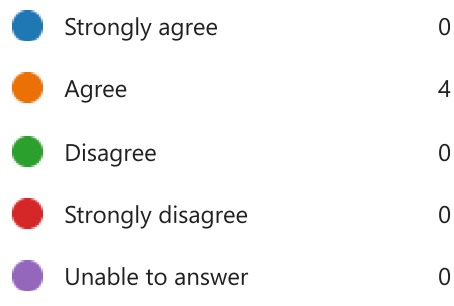 Strongly agree 0
Agree 4
Disagree 0
Strongly disagree 0
Unable to answer 0